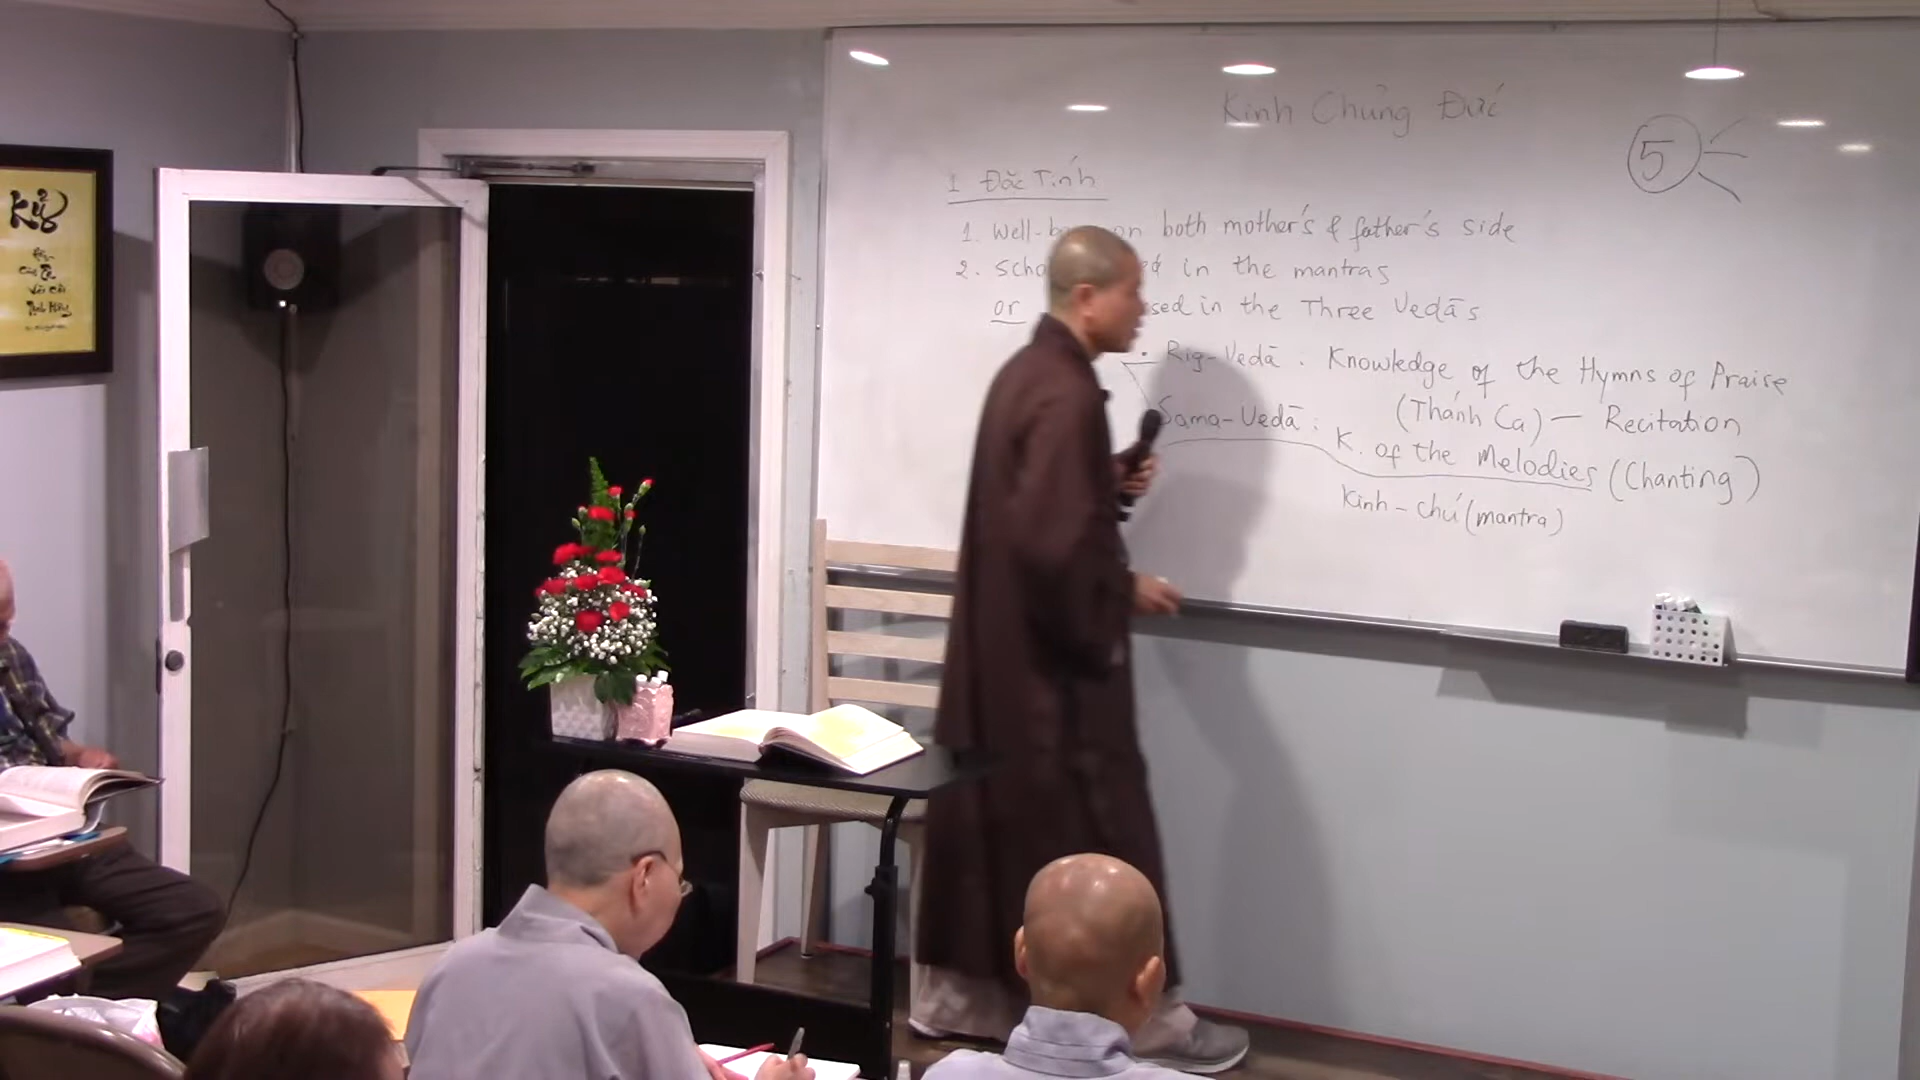 Kinh Chủng Đức
5
1 Đặc Tính
1. Well- on both mother's & father's side
2. in the mantras
or in the Three Vedās
• Rig-Vedā : Knowledge of the Hymns of Praise
(Thánh Ca) — Recitation
Sama-Vedā : K. of the Melodies (Chanting)
Kinh - chú (mantra)